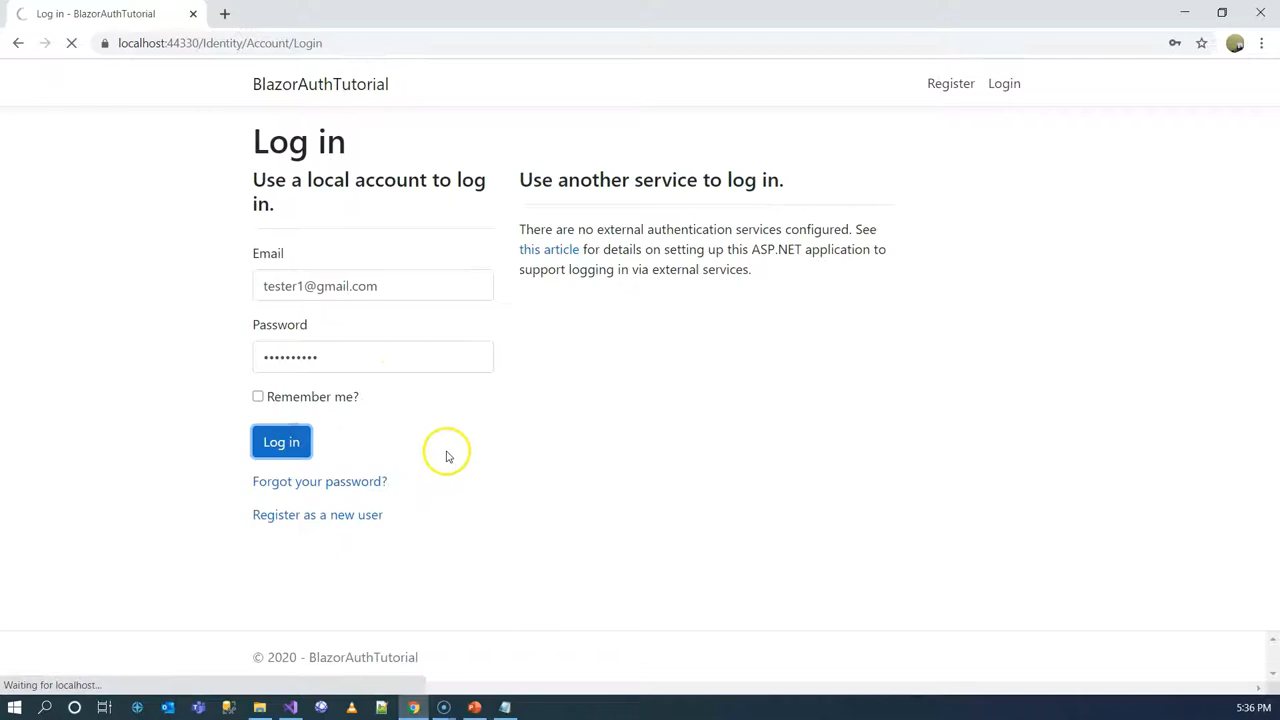 Log in - BlazorAuthTutorial
localhost:44330/Identity/Account/Login
BlazorAuthTutorial
Register
Login
Log in
Use a local account to log
in.
Email
tester1@gmail.com
Password
••••••••••
Remember me?
Log in
Forgot your password?
Register as a new user
Use another service to log in.
There are no external authentication services configured. See
this article for details on setting up this ASP.NET application to
support logging in via external services.
© 2020 - BlazorAuthTutorial
Waiting for localhost...
5:36 PM